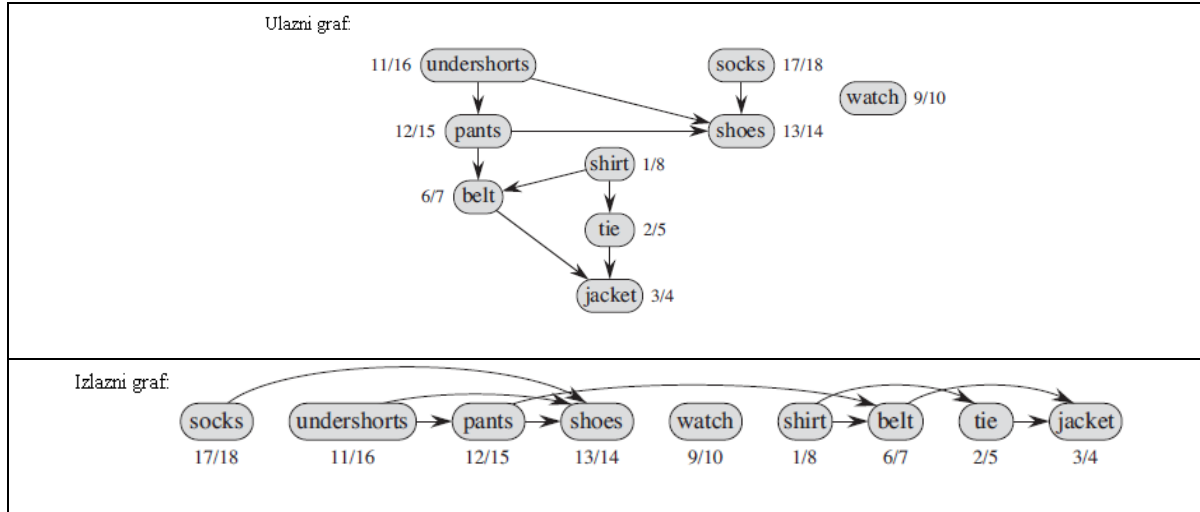 Ulazni graf:
11/16 undershorts socks 17/18
watch 9/10
12/15 pants shoes 13/14
shirt 1/8
6/7 belt
tie 2/5
jacket 3/4
Izlazni graf:
socks undershorts pants shoes watch shirt belt tie jacket
17/18 11/16 12/15 13/14 9/10 1/8 6/7 2/5 3/4